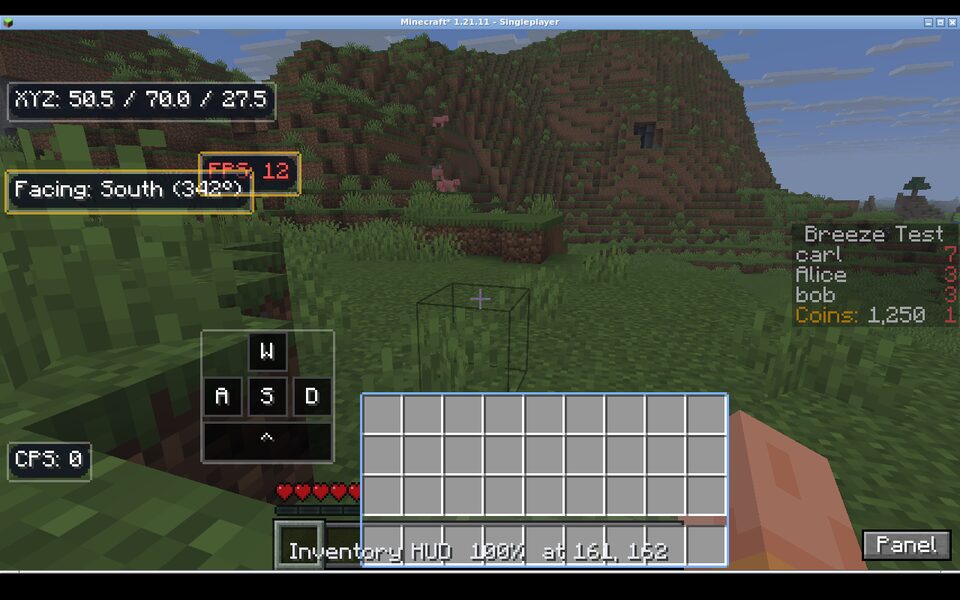 Minecraft* 1.21.11 - Singleplayer
XYZ: 50.5 / 70.0 / 27.5
FPS: 12
Facing: South (342°)
Breeze Test
carl 7
Alice 3
bob 3
Coins: 1,250 1
W
A S D
^
CPS: 0
Inventory HUD 100% at 161, 162
Panel